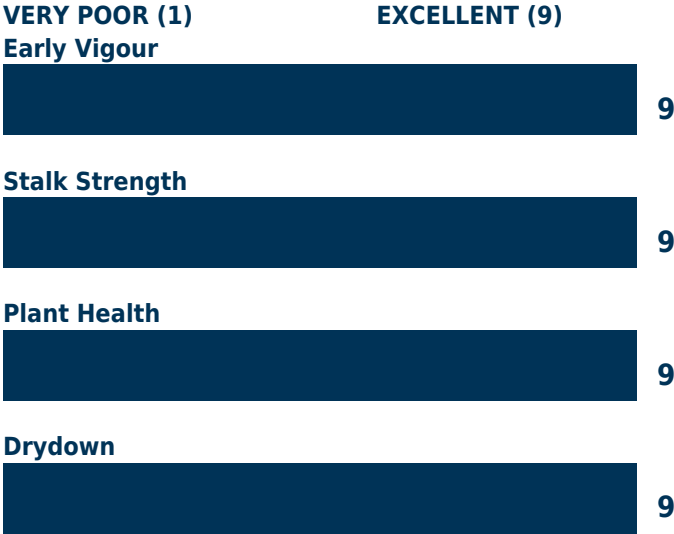 VERY POOR (1) EXCELLENT (9)
Early Vigour
9
Stalk Strength
9
Plant Health
9
Drydown
9